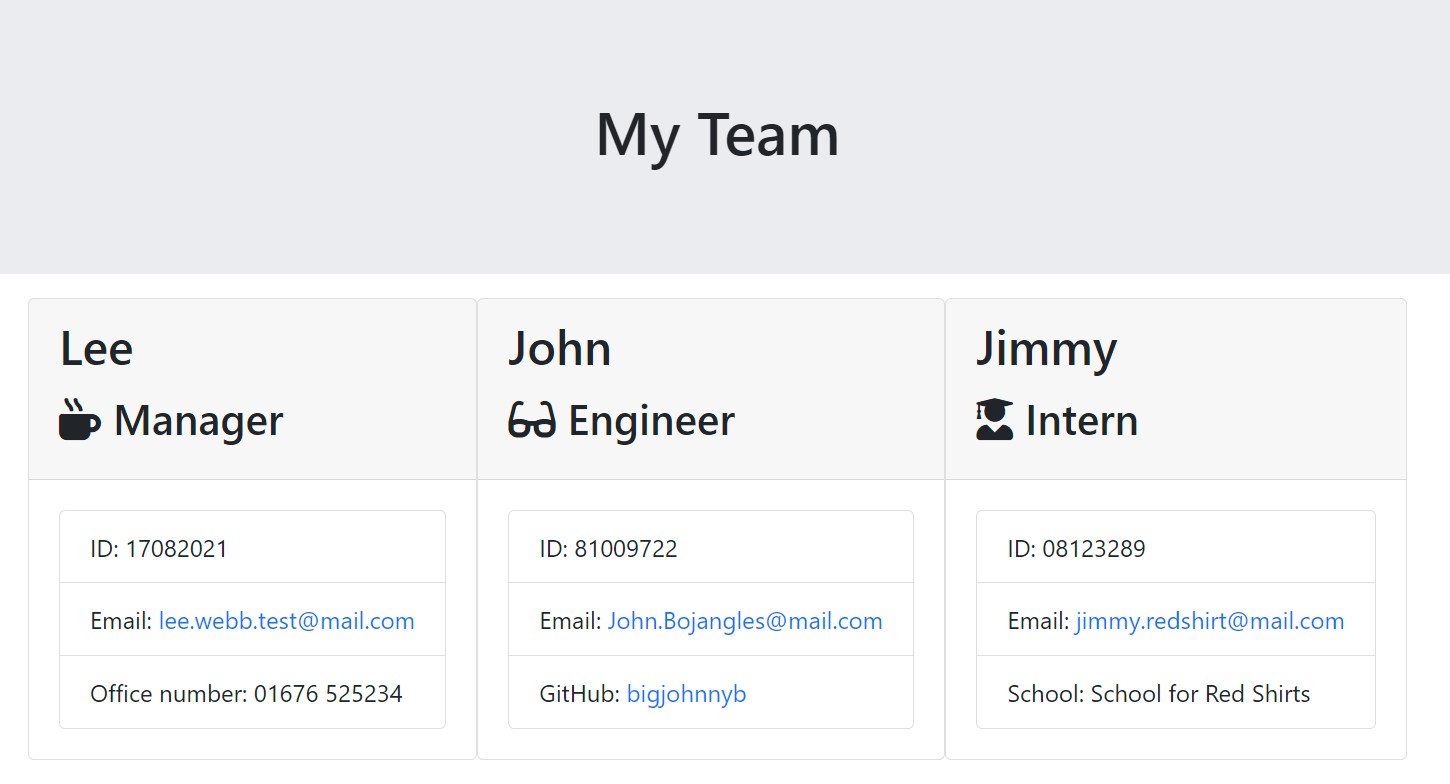 My Team
Lee
Manager
ID: 17082021
Email: lee.webb.test@mail.com
Office number: 01676 525234
John
Engineer
ID: 81009722
Email: John.Bojangles@mail.com
GitHub: bigjohnnyb
Jimmy
Intern
ID: 08123289
Email: jimmy.redshirt@mail.com
School: School for Red Shirts